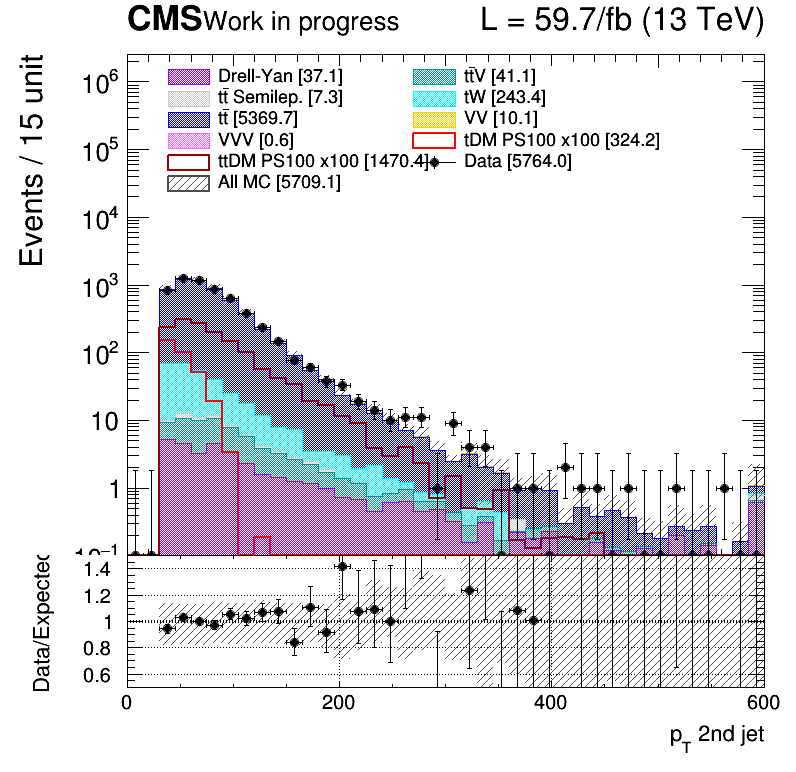 CMS Work in progress L = 59.7/fb (13 TeV)
Events / 15 unit
Drell-Yan [37.1] tt̄V [41.1]
tt̄ Semilep. [7.3] tW [243.4]
tt̄ [5369.7] VV [10.1]
VVV [0.6] tDM PS100 x100 [324.2]
ttDM PS100 x100 [1470.4] Data [5764.0]
All MC [5709.1]
10⁶
10⁵
10⁴
10³
10²
10
1
10⁻¹
Data/Expected
1.4
1.2
1
0.8
0.6
0 200 400 600
p_T 2nd jet